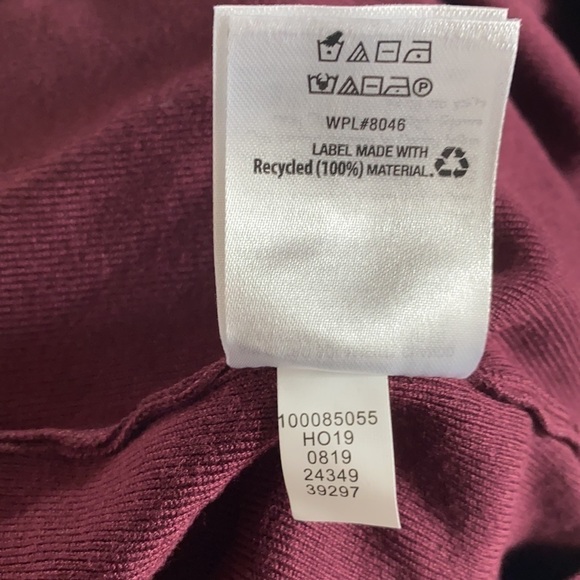 WPL#8046
LABEL MADE WITH
Recycled (100%) MATERIAL.
100085055
HO19
0819
24349
39297